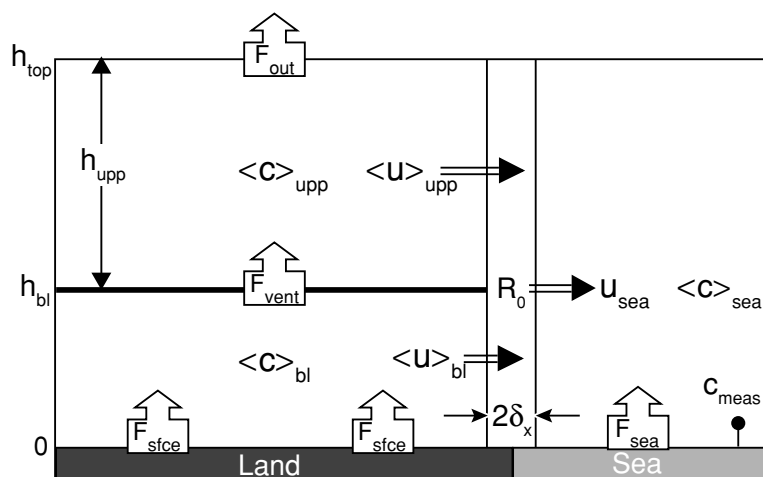 h_top
F_out
h_upp
<c>_upp <u>_upp
h_bl
F_vent
R_0 u_sea <c>_sea
<c>_bl <u>_bl
c_meas
0
F_sfce F_sfce 2δ_x F_sea
Land Sea